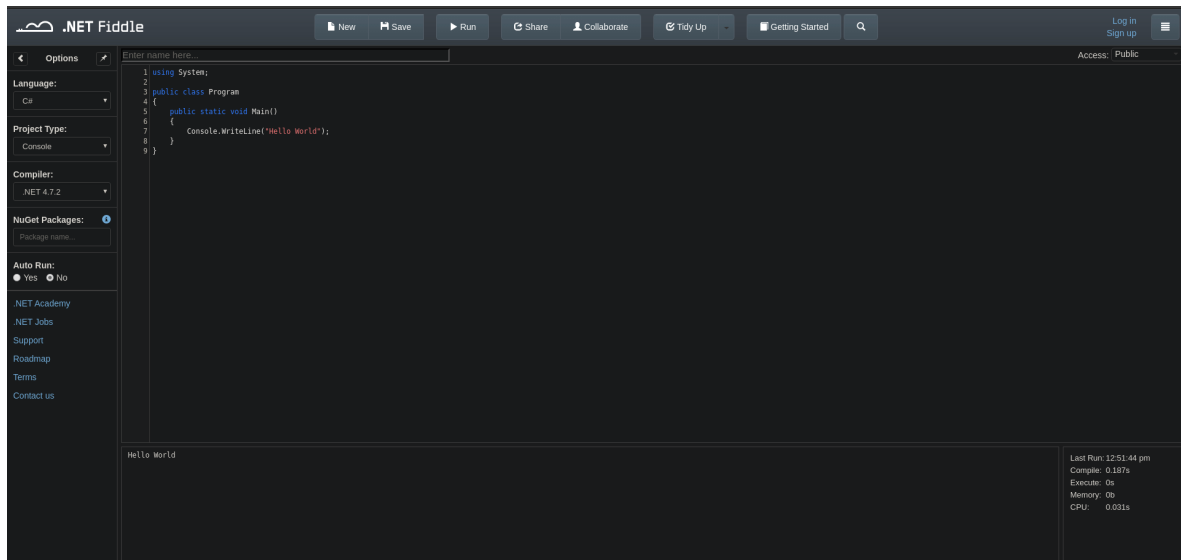 .NET Fiddle
New
Save
Run
Share
Collaborate
Tidy Up
Getting Started
Log in
Sign up
Options
Enter name here...
Access: Public
Language:
C#
Project Type:
Console
Compiler:
.NET 4.7.2
NuGet Packages:
Package name...
Auto Run:
Yes No
.NET Academy
.NET Jobs
Support
Roadmap
Terms
Contact us
1 using System;
2
3 public class Program
4 {
5 public static void Main()
6 {
7 Console.WriteLine("Hello World");
8 }
9 }
Hello World
Last Run: 12:51:44 pm
Compile: 0.187s
Execute: 0s
Memory: 0b
CPU: 0.031s